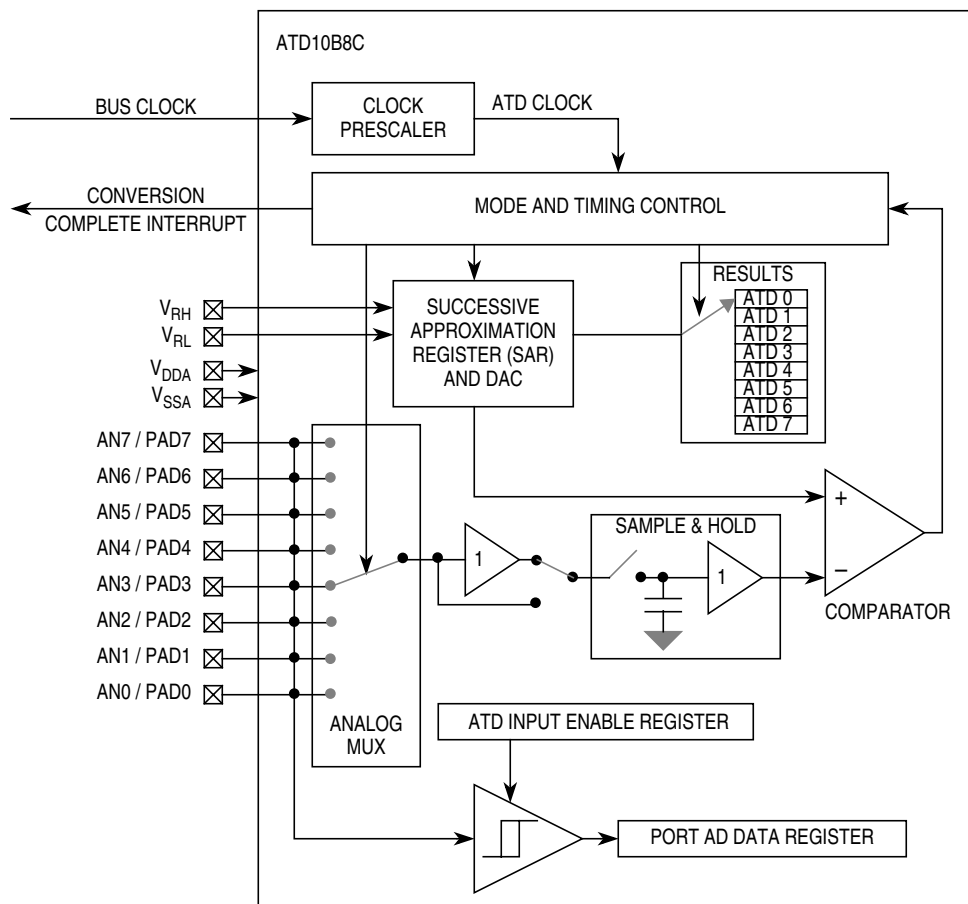 ATD10B8C
BUS CLOCK
CLOCK
PRESCALER
ATD CLOCK
CONVERSION
COMPLETE INTERRUPT
MODE AND TIMING CONTROL
RESULTS
ATD 0
ATD 1
ATD 2
ATD 3
ATD 4
ATD 5
ATD 6
ATD 7
SUCCESSIVE
APPROXIMATION
REGISTER (SAR)
AND DAC
VRH
VRL
VDDA
VSSA
AN7 / PAD7
AN6 / PAD6
AN5 / PAD5
AN4 / PAD4
AN3 / PAD3
AN2 / PAD2
AN1 / PAD1
AN0 / PAD0
ANALOG
MUX
1
SAMPLE & HOLD
1
+
–
COMPARATOR
ATD INPUT ENABLE REGISTER
PORT AD DATA REGISTER